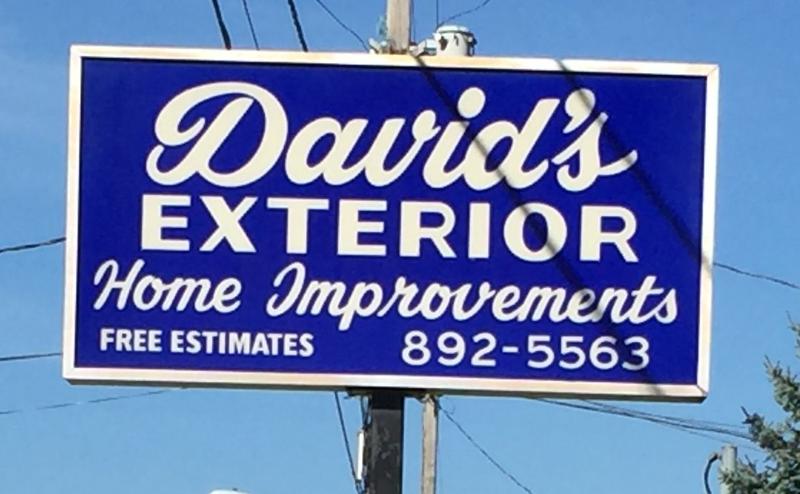 David's
EXTERIOR
Home Improvements
FREE ESTIMATES 892-5563